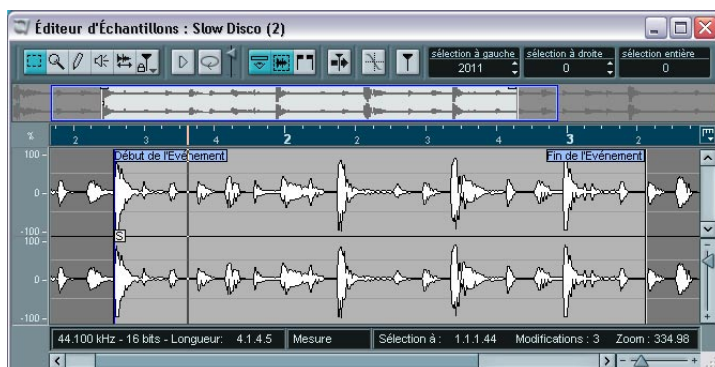 Éditeur d'Échantillons : Slow Disco (2)
sélection à gauche sélection à droite sélection entière
2011 0 0
% 2 3 4 2 2 3 4 3 2
100
Début de l'Evénement Fin de l'Evénement
0
-100
S
100
0
-100
44.100 kHz - 16 bits - Longueur: 4.1.4.5 Mesure Sélection à : 1.1.1.44 Modifications : 3 Zoom : 334.98